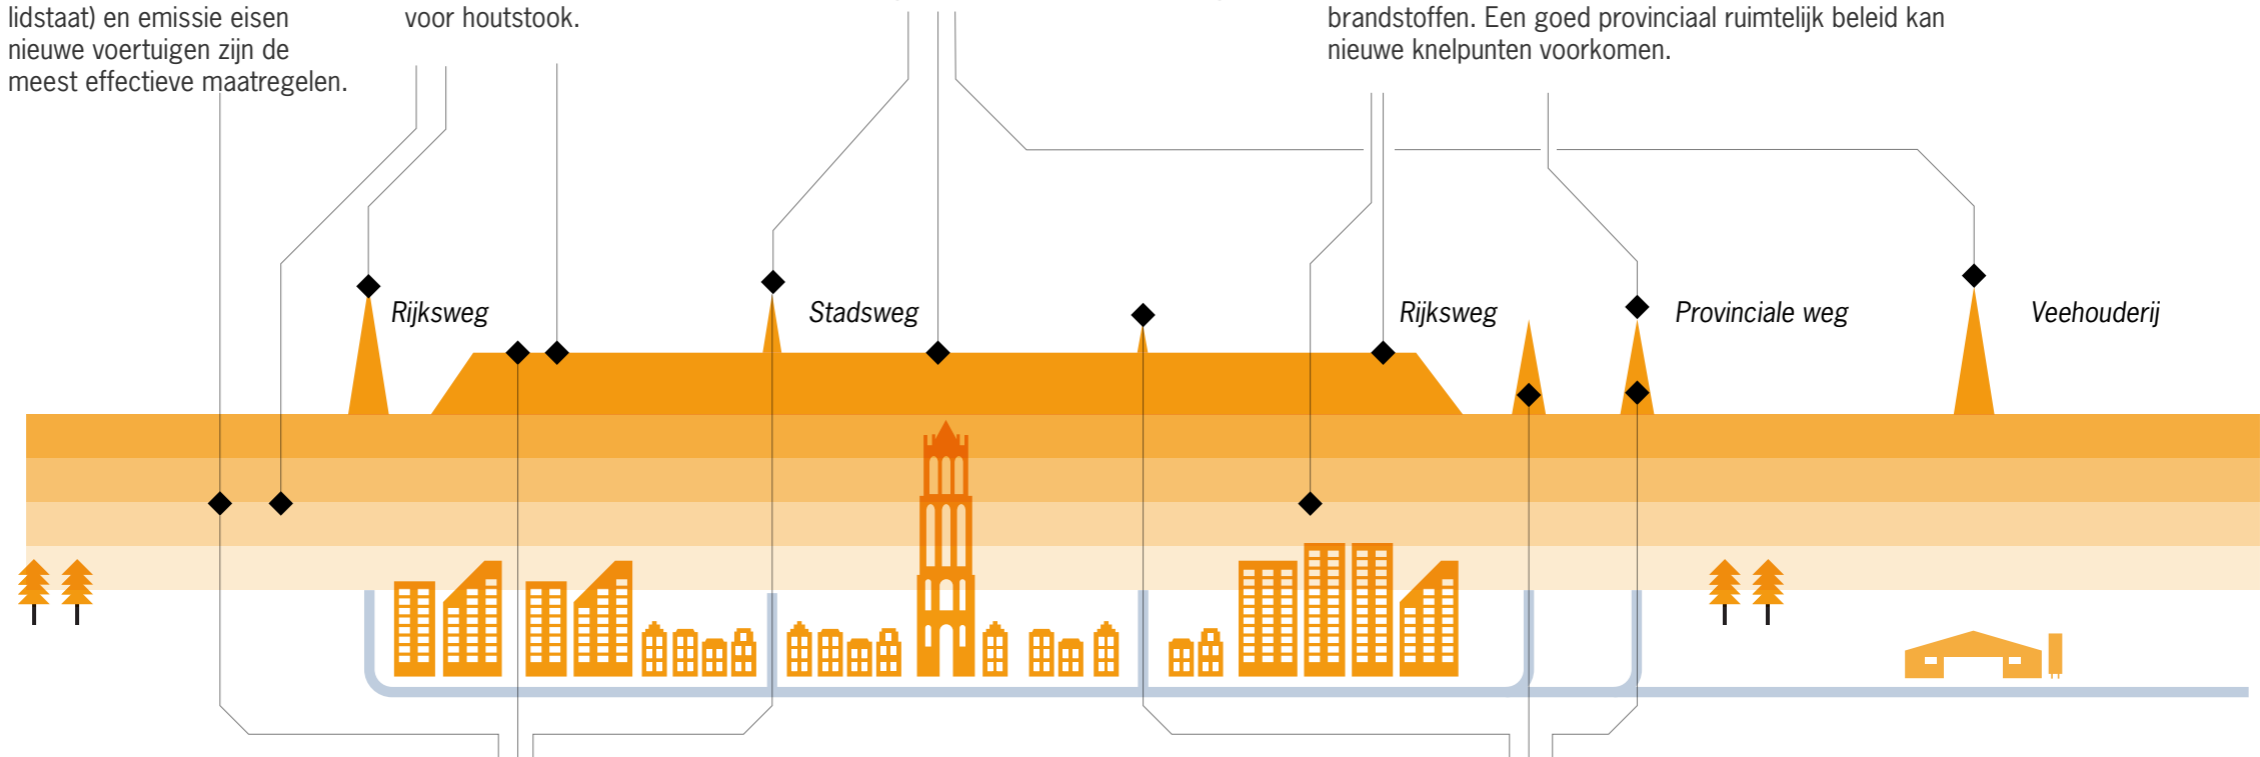 lidstaat) en emissie eisen
nieuwe voertuigen zijn de
meest effectieve maatregelen.
voor houtstook.
brandstoffen. Een goed provinciaal ruimtelijk beleid kan
nieuwe knelpunten voorkomen.
Rijksweg
Stadsweg
Rijksweg
Provinciale weg
Veehouderij